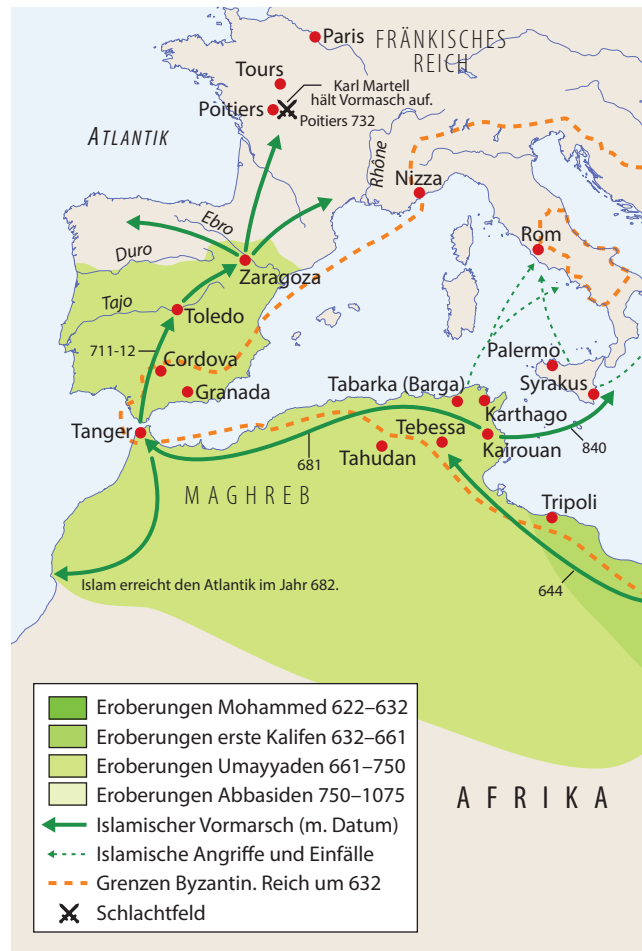 Paris
FRÄNKISCHES
REICH
Tours
Karl Martell
hält Vormasch auf.
Poitiers
Poitiers 732
ATLANTIK
Rhône
Nizza
Ebro
Rom
Duro
Zaragoza
Tajo
Toledo
711-12
Cordova
Palermo
Granada
Tabarka (Barga)
Syrakus
Karthago
Tanger
Tebessa
Kairouan
840
681
Tahudan
MAGHREB
Tripoli
Islam erreicht den Atlantik im Jahr 682.
644
Eroberungen Mohammed 622–632
Eroberungen erste Kalifen 632–661
Eroberungen Umayyaden 661–750
Eroberungen Abbasiden 750–1075
AFRIKA
Islamischer Vormarsch (m. Datum)
Islamische Angriffe und Einfälle
Grenzen Byzantin. Reich um 632
Schlachtfeld